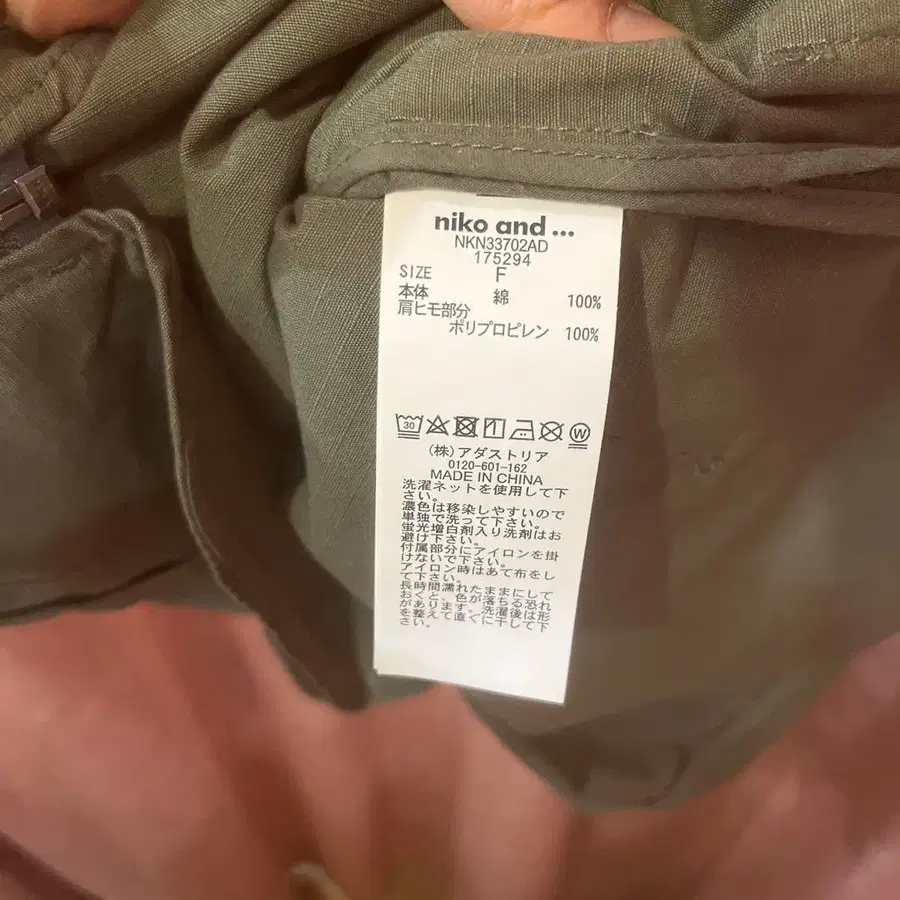 niko and ...
NKN33702AD
175294
SIZE F
本体 綿 100%
肩ヒモ部分
ポリプロピレン 100%
30 W
(株)アダストリア
0120-601-162
MADE IN CHINA
洗濯ネットを使用して下
さい。
濃色は移染しやすいので
単独で洗って下さい。
蛍光増白剤入り洗剤はお
避け下さい。
付属部分にアイロンを掛
けないで下さい。
アイロン時はあて布をし
て下さい。
長時間濡れたままにして
おくと、色が落ちる恐れ
があります。洗濯後は形
を整えて直ぐに干して下
さい。